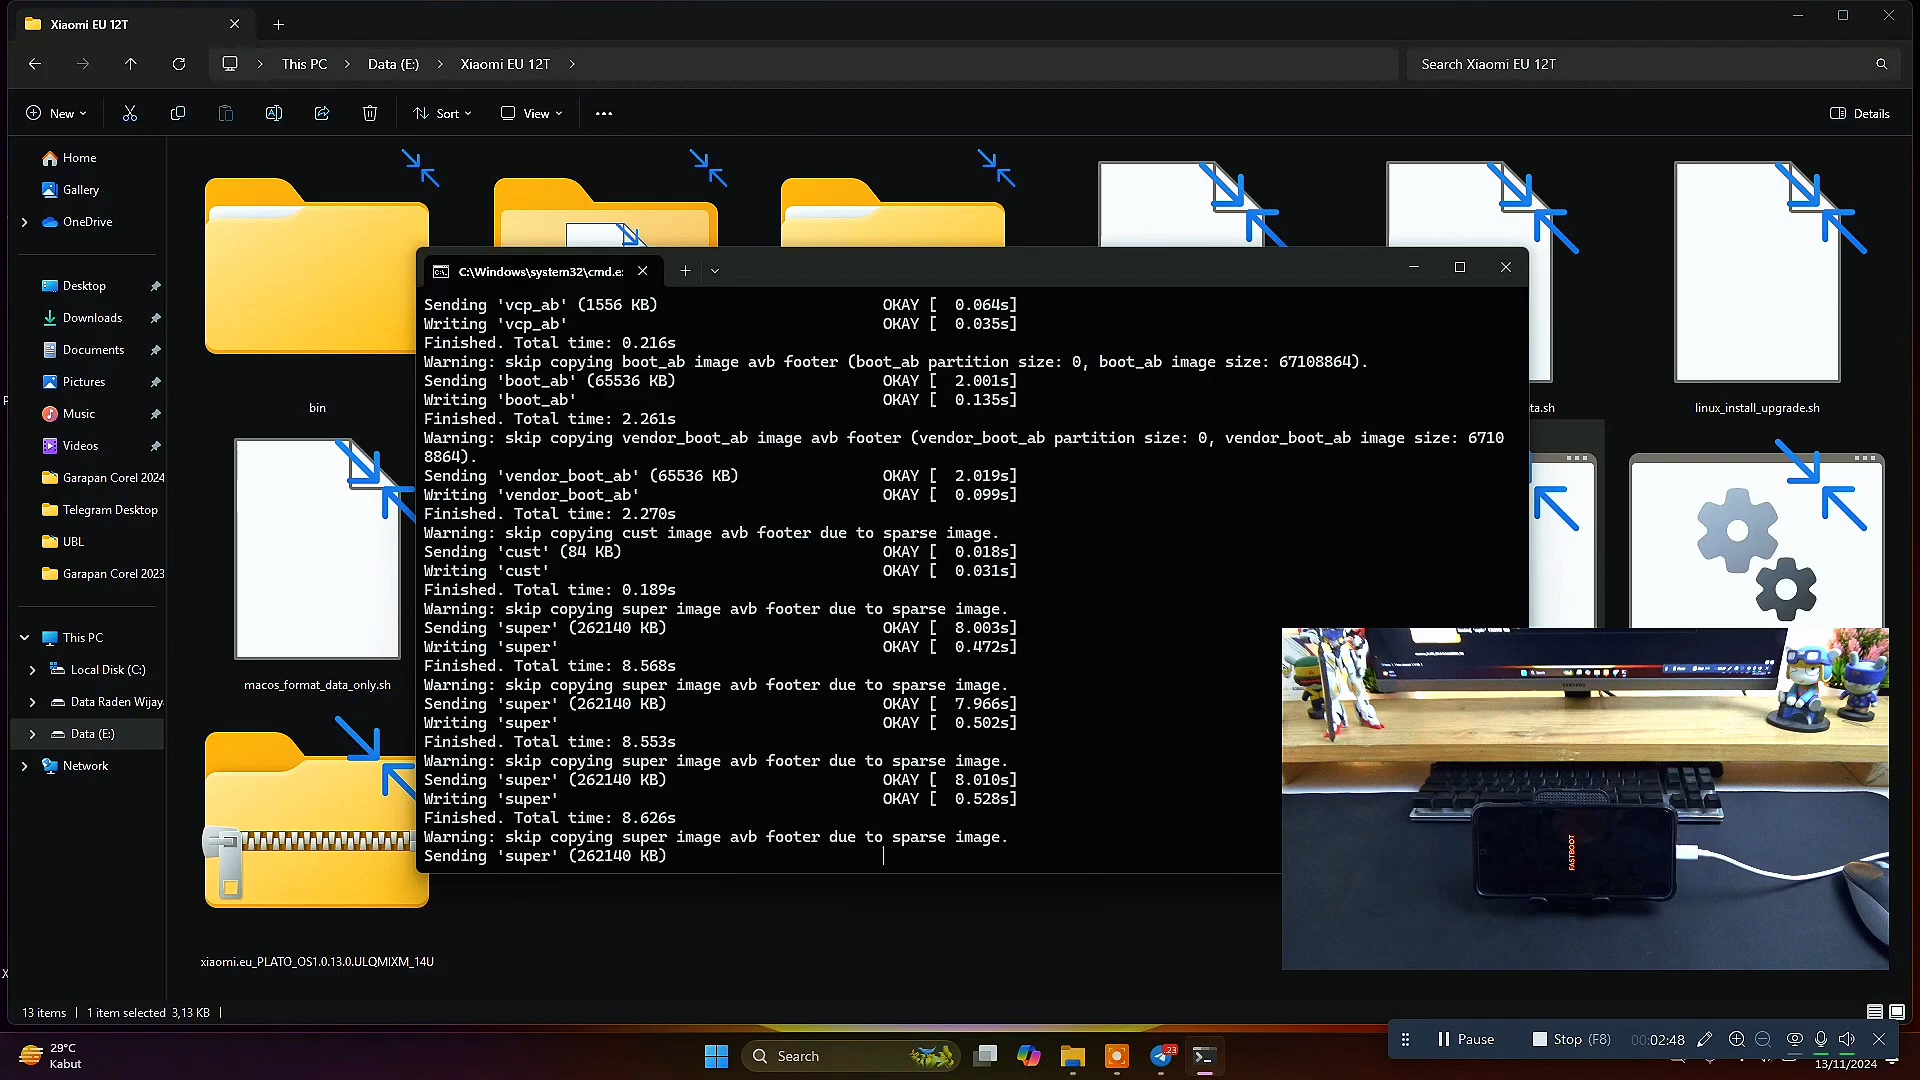 Xiaomi EU 12T
This PC
Data (E:)
Xiaomi EU 12T
Search Xiaomi EU 12T
New
Sort
View
Details
Home
Gallery
OneDrive
Desktop
Downloads
Documents
Pictures
Music
Videos
Garapan Corel 2024
Telegram Desktop
UBL
Garapan Corel 2023
This PC
Local Disk (C:)
Data Raden Wijay
Data (E:)
Network
bin
ta.sh
linux_install_upgrade.sh
macos_format_data_only.sh
xiaomi.eu_PLATO_OS1.0.13.0.ULQMIXM_14U
C:\Windows\system32\cmd.e:
Sending 'vcp_ab' (1556 KB) OKAY [  0.064s]
Writing 'vcp_ab' OKAY [  0.035s]
Finished. Total time: 0.216s
Warning: skip copying boot_ab image avb footer (boot_ab partition size: 0, boot_ab image size: 67108864).
Sending 'boot_ab' (65536 KB) OKAY [  2.001s]
Writing 'boot_ab' OKAY [  0.135s]
Finished. Total time: 2.261s
Warning: skip copying vendor_boot_ab image avb footer (vendor_boot_ab partition size: 0, vendor_boot_ab image size: 6710
8864).
Sending 'vendor_boot_ab' (65536 KB) OKAY [  2.019s]
Writing 'vendor_boot_ab' OKAY [  0.099s]
Finished. Total time: 2.270s
Warning: skip copying cust image avb footer due to sparse image.
Sending 'cust' (84 KB) OKAY [  0.018s]
Writing 'cust' OKAY [  0.031s]
Finished. Total time: 0.189s
Warning: skip copying super image avb footer due to sparse image.
Sending 'super' (262140 KB) OKAY [  8.003s]
Writing 'super' OKAY [  0.472s]
Finished. Total time: 8.568s
Warning: skip copying super image avb footer due to sparse image.
Sending 'super' (262140 KB) OKAY [  7.966s]
Writing 'super' OKAY [  0.502s]
Finished. Total time: 8.553s
Warning: skip copying super image avb footer due to sparse image.
Sending 'super' (262140 KB) OKAY [  8.010s]
Writing 'super' OKAY [  0.528s]
Finished. Total time: 8.626s
Warning: skip copying super image avb footer due to sparse image.
Sending 'super' (262140 KB)
FASTBOOT
13 items
1 item selected  3,13 KB
Pause
Stop (F8)
00:02:48
29°C
Kabut
Search
23
13/11/2024